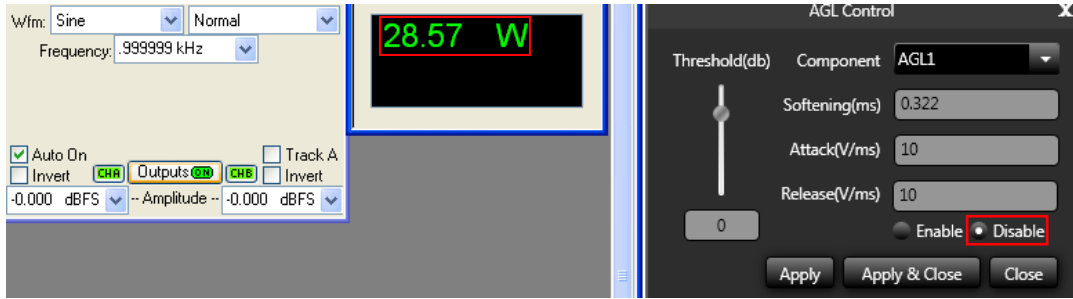 Wfm: Sine Normal
Frequency: .999999 kHz
Auto On Track A
Invert CHA Outputs ON CHB Invert
-0.000 dBFS -- Amplitude -- -0.000 dBFS
28.57 W
AGL Control X
Threshold(db) Component AGL1
Softening(ms) 0.322
Attack(V/ms) 10
Release(V/ms) 10
0 Enable Disable
Apply Apply & Close Close